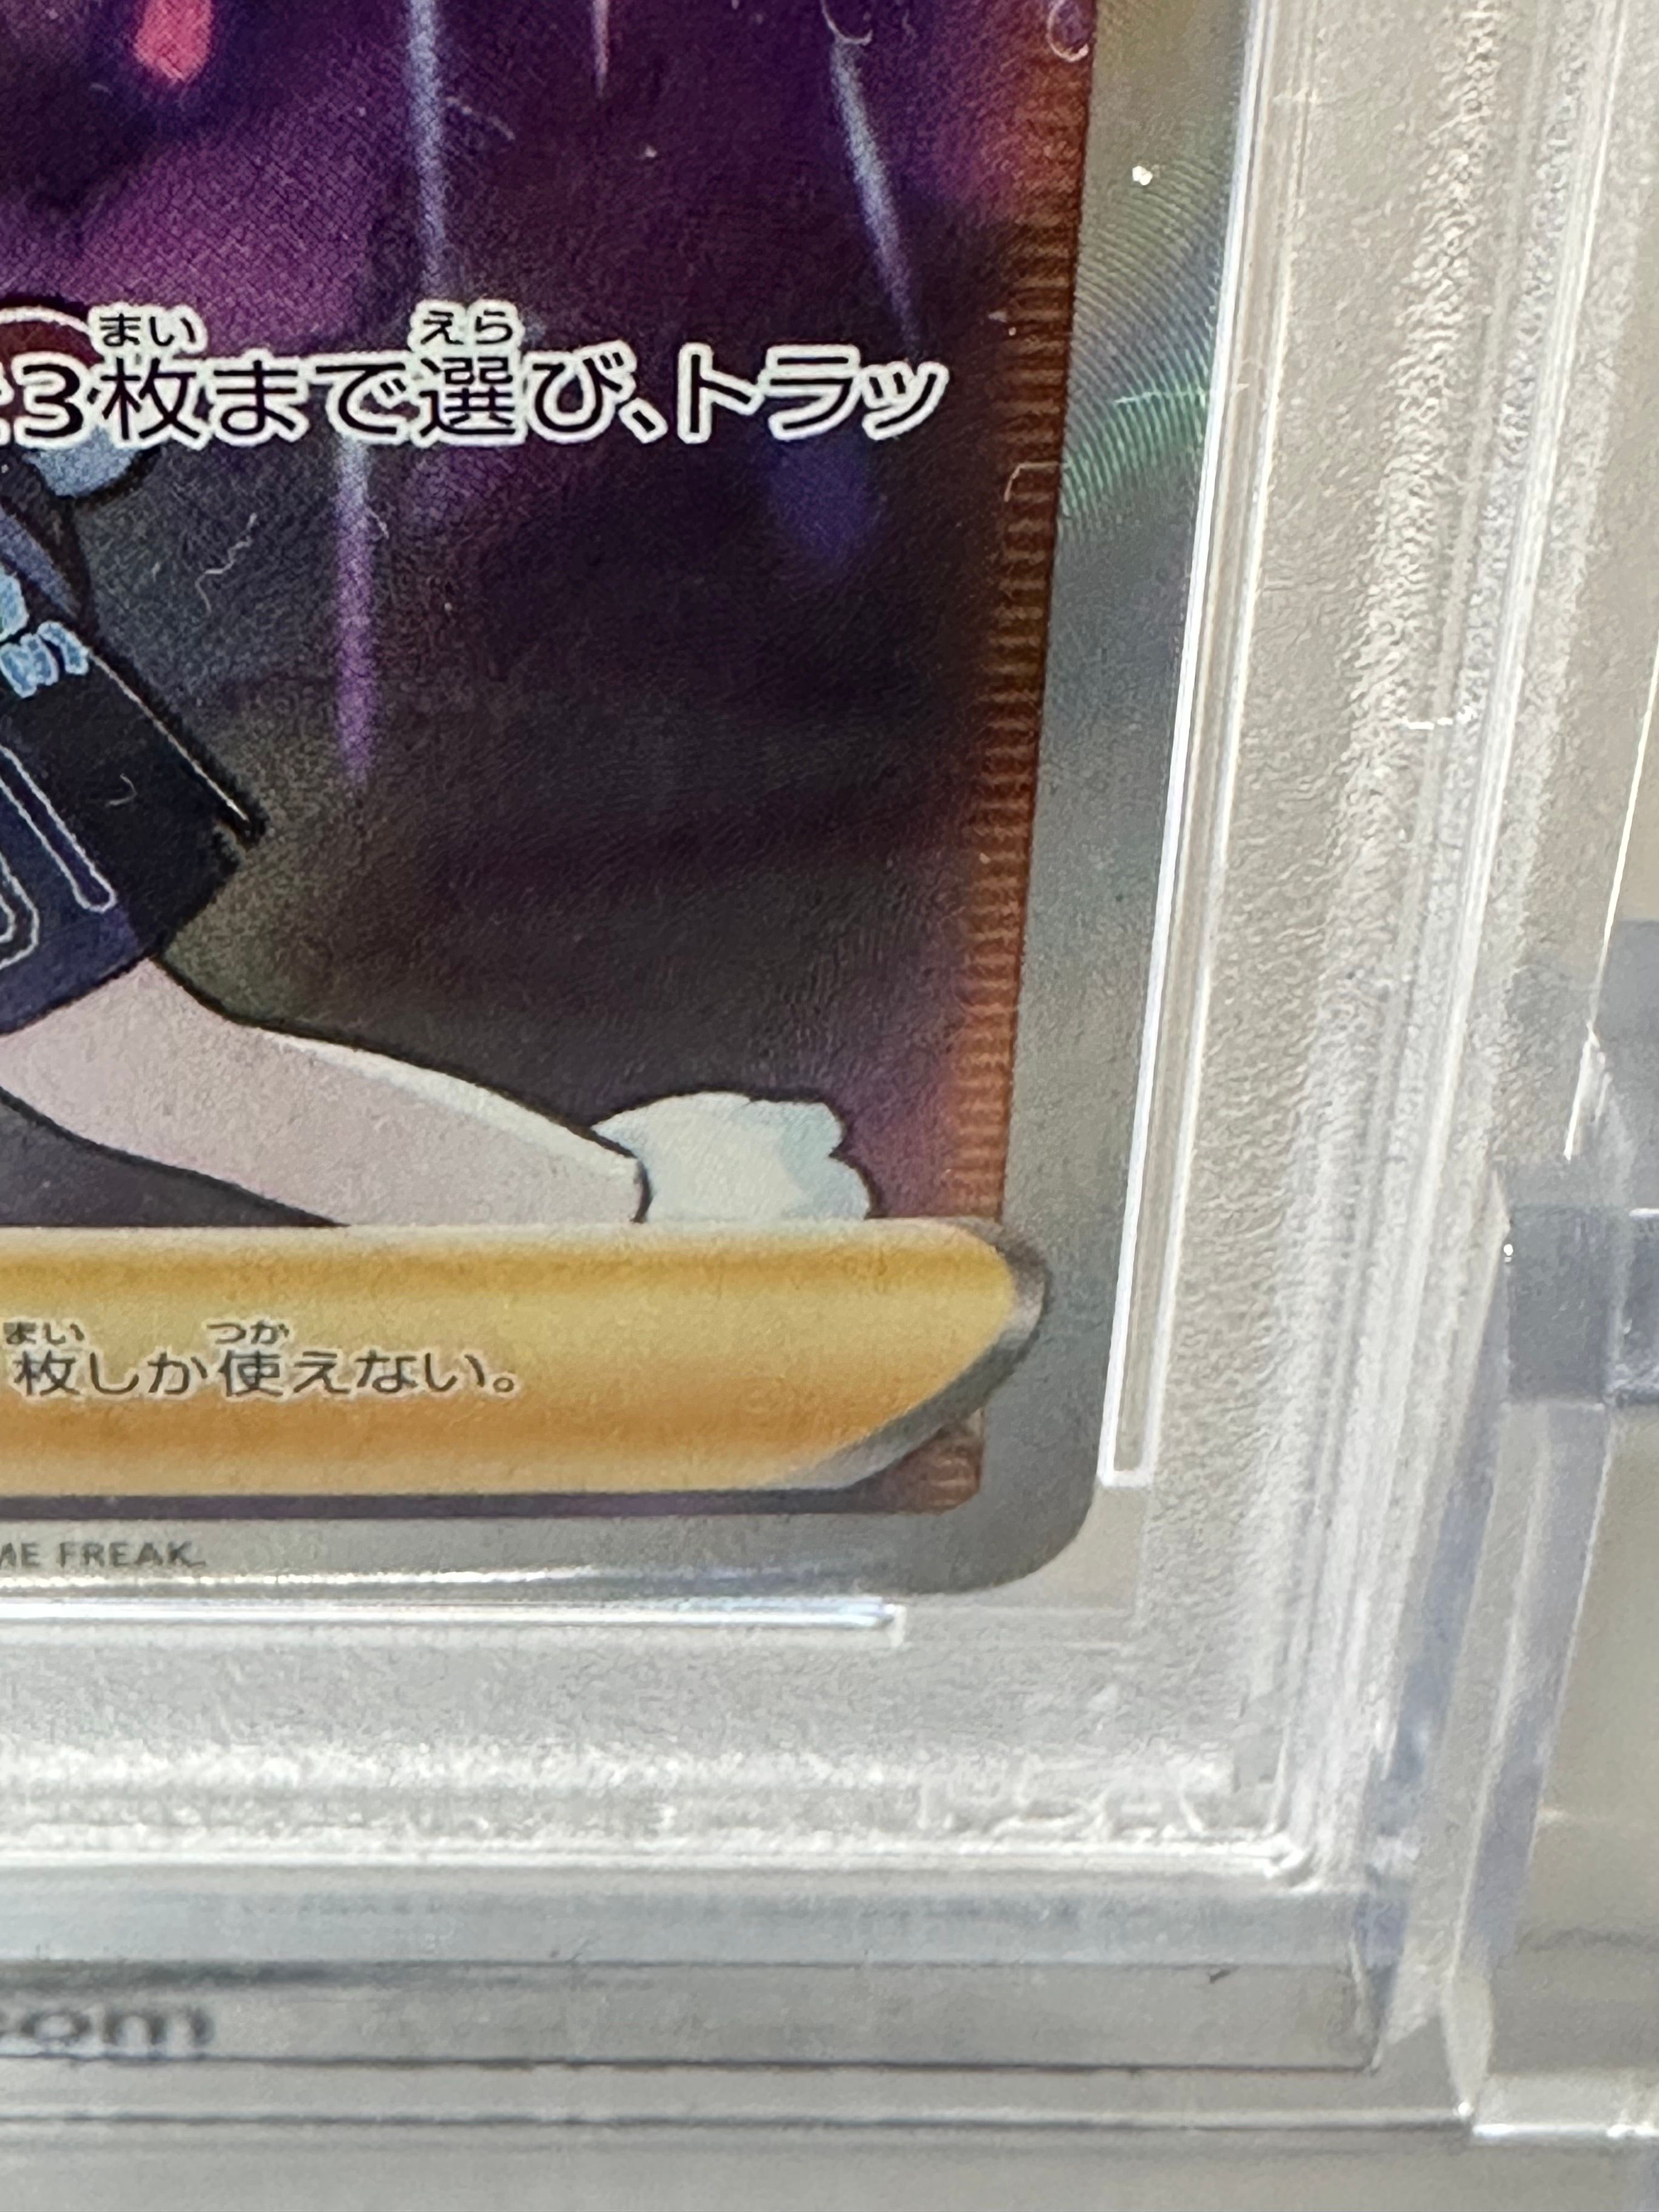 まい えら
3枚まで選び、トラッ
まい つか
枚しか使えない。
ME FREAK.
com